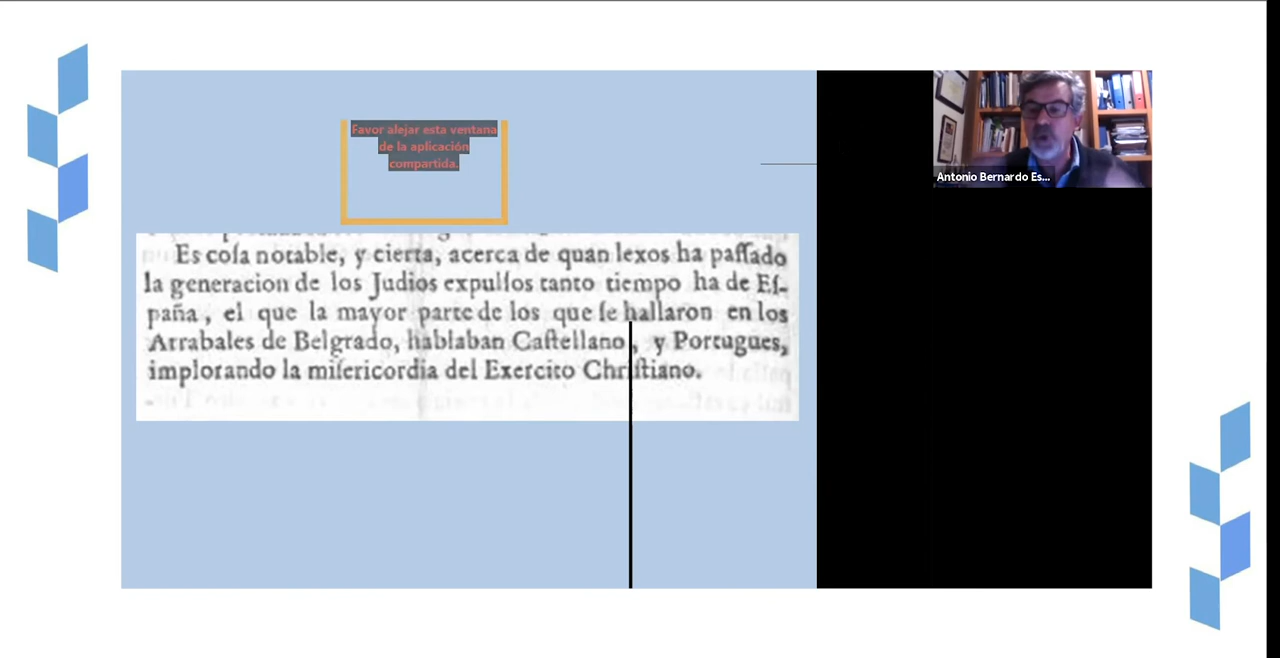 Favor alejar esta ventana
de la aplicación
compartida.
Antonio Bernardo Es...
Es coſa notable, y cierta, acerca de quan lexos ha paſſado
la generacion de los Judios expulſos tanto tiempo ha de Eſ-
paña, el que la mayor parte de los que ſe hallaron en los
Arrabales de Belgrado, hablaban Caſtellano, y Portugues,
implorando la miſericordia del Exercito Chriſtiano.